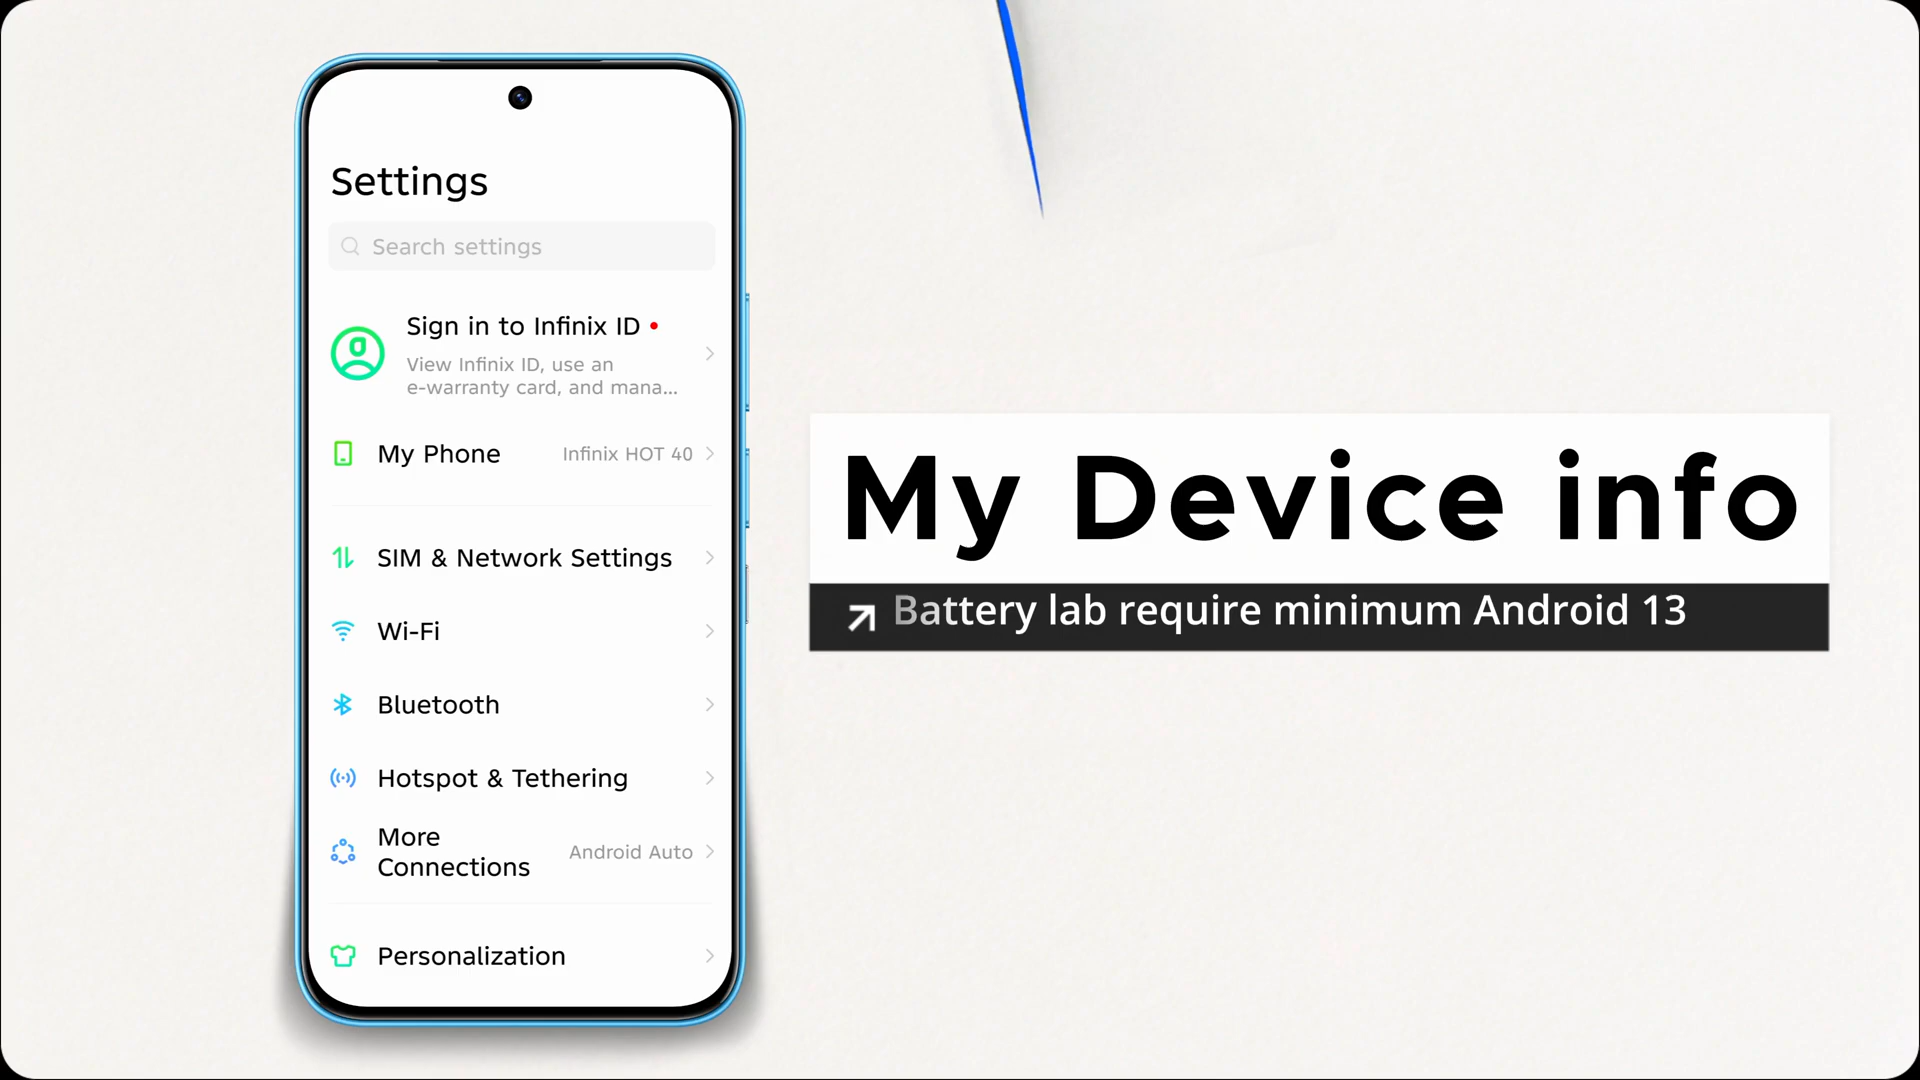 Settings
Search settings
Sign in to Infinix ID
View Infinix ID, use an
e-warranty card, and mana...
My Phone
Infinix HOT 40
SIM & Network Settings
Wi-Fi
Bluetooth
Hotspot & Tethering
More
Connections
Android Auto
Personalization
My Device info
Battery lab require minimum Android 13